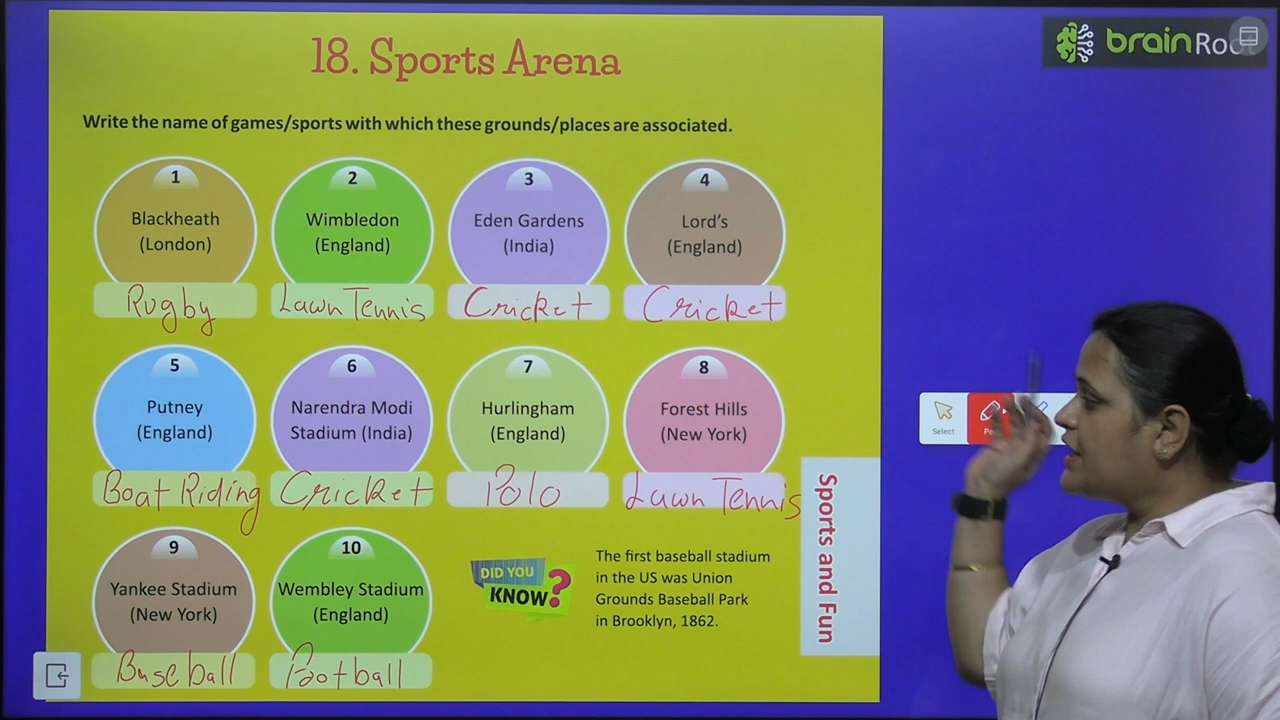 brainRo
18. Sports Arena
Write the name of games/sports with which these grounds/places are associated.
1
Blackheath
(London)
Rugby
2
Wimbledon
(England)
Lawn Tennis
3
Eden Gardens
(India)
Cricket
4
Lord's
(England)
Cricket
5
Putney
(England)
Boat Riding
6
Narendra Modi
Stadium (India)
Cricket
7
Hurlingham
(England)
Polo
8
Forest Hills
(New York)
Lawn Tennis
9
Yankee Stadium
(New York)
Baseball
10
Wembley Stadium
(England)
Football
DID YOU
KNOW?
The first baseball stadium
in the US was Union
Grounds Baseball Park
in Brooklyn, 1862.
Sports and Fun
Select